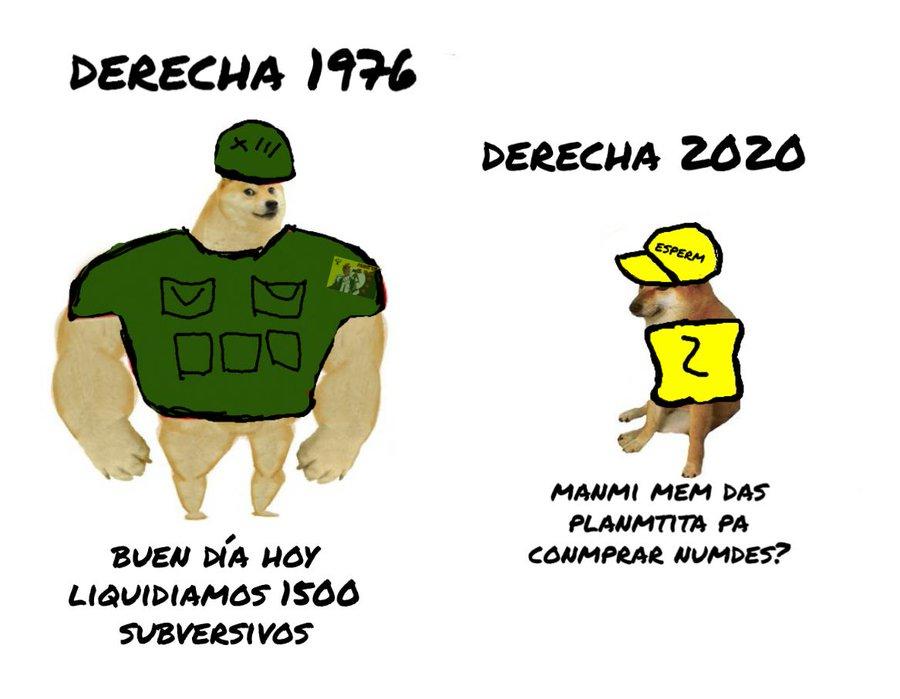 DERECHA 1976
DERECHA 2020
XIII
ESPERM
2
BUEN DÍA HOY
LIQUIDIAMOS 1500
SUBVERSIVOS
MANMI MEM DAS
PLANMTITA PA
CONMPRAR NUMDES?